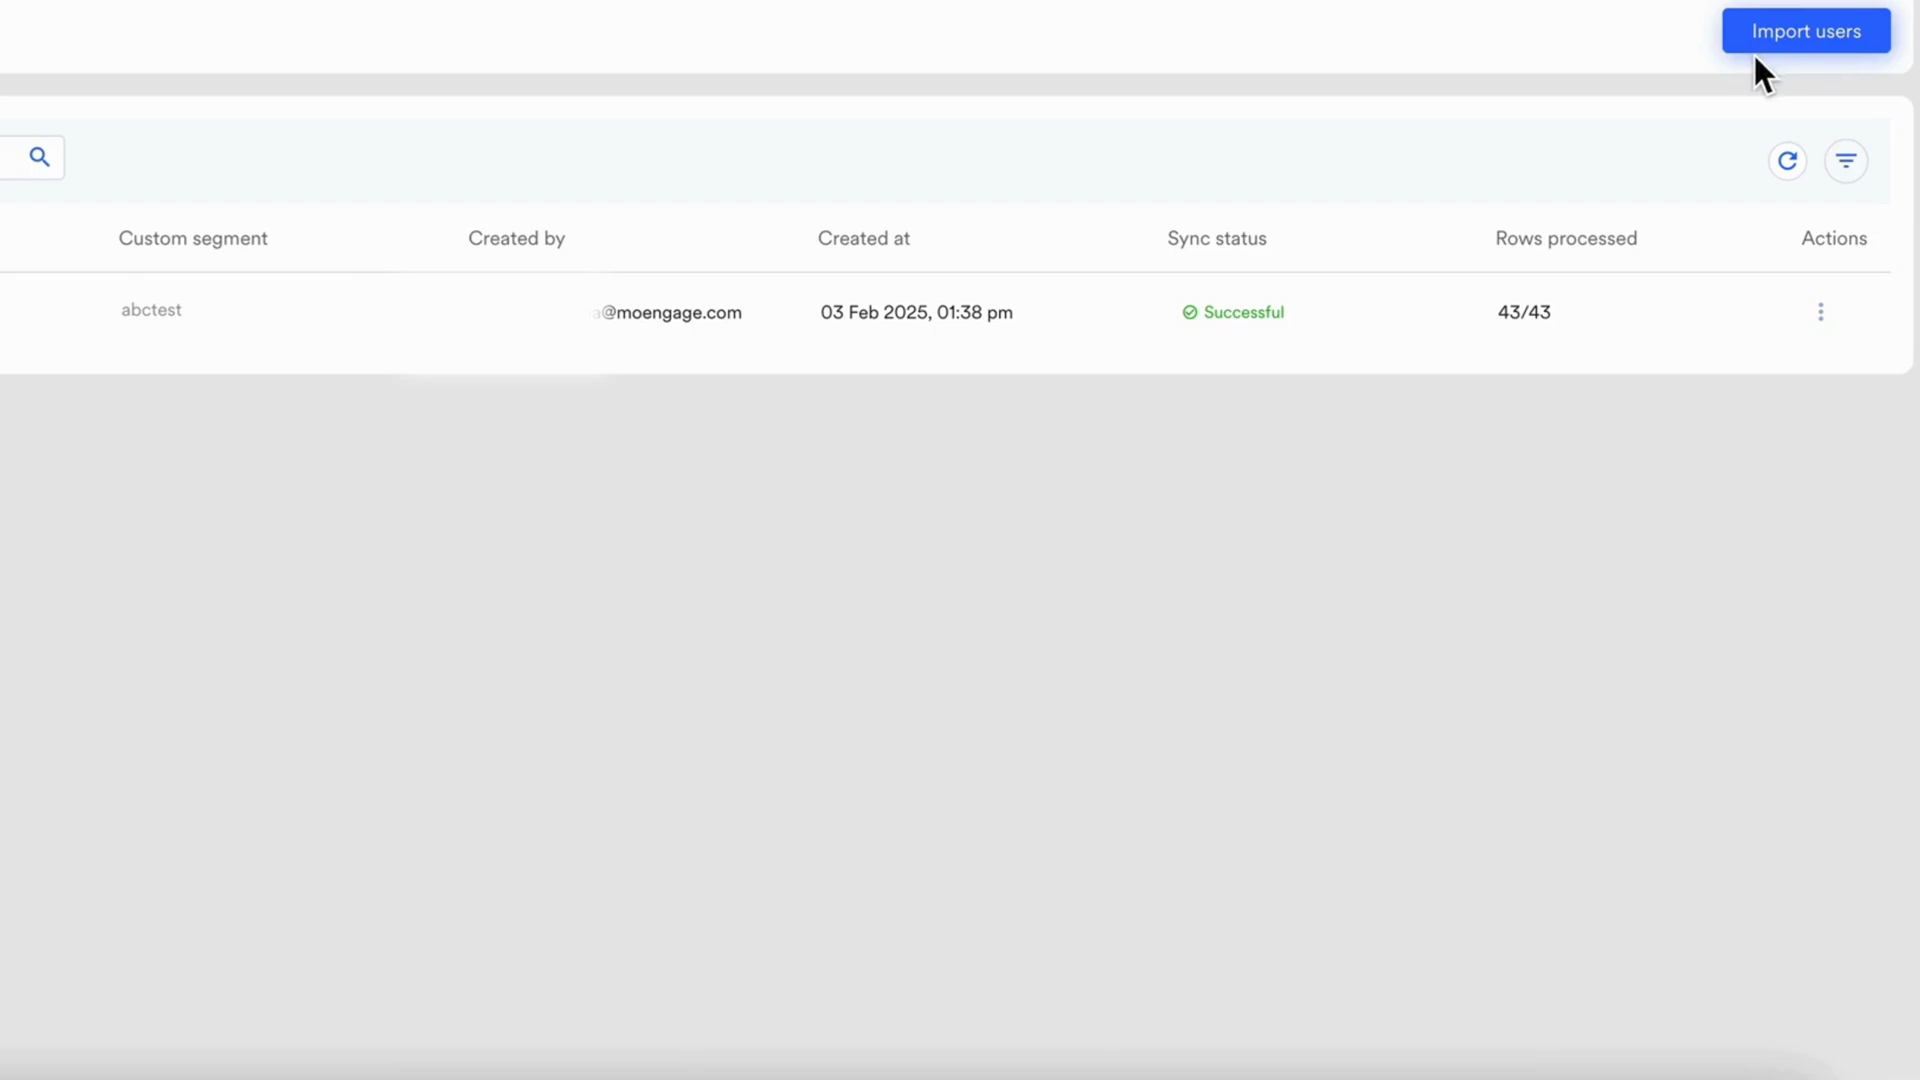 Import users
Custom segment Created by Created at Sync status Rows processed Actions
abctest @moengage.com 03 Feb 2025, 01:38 pm Successful 43/43